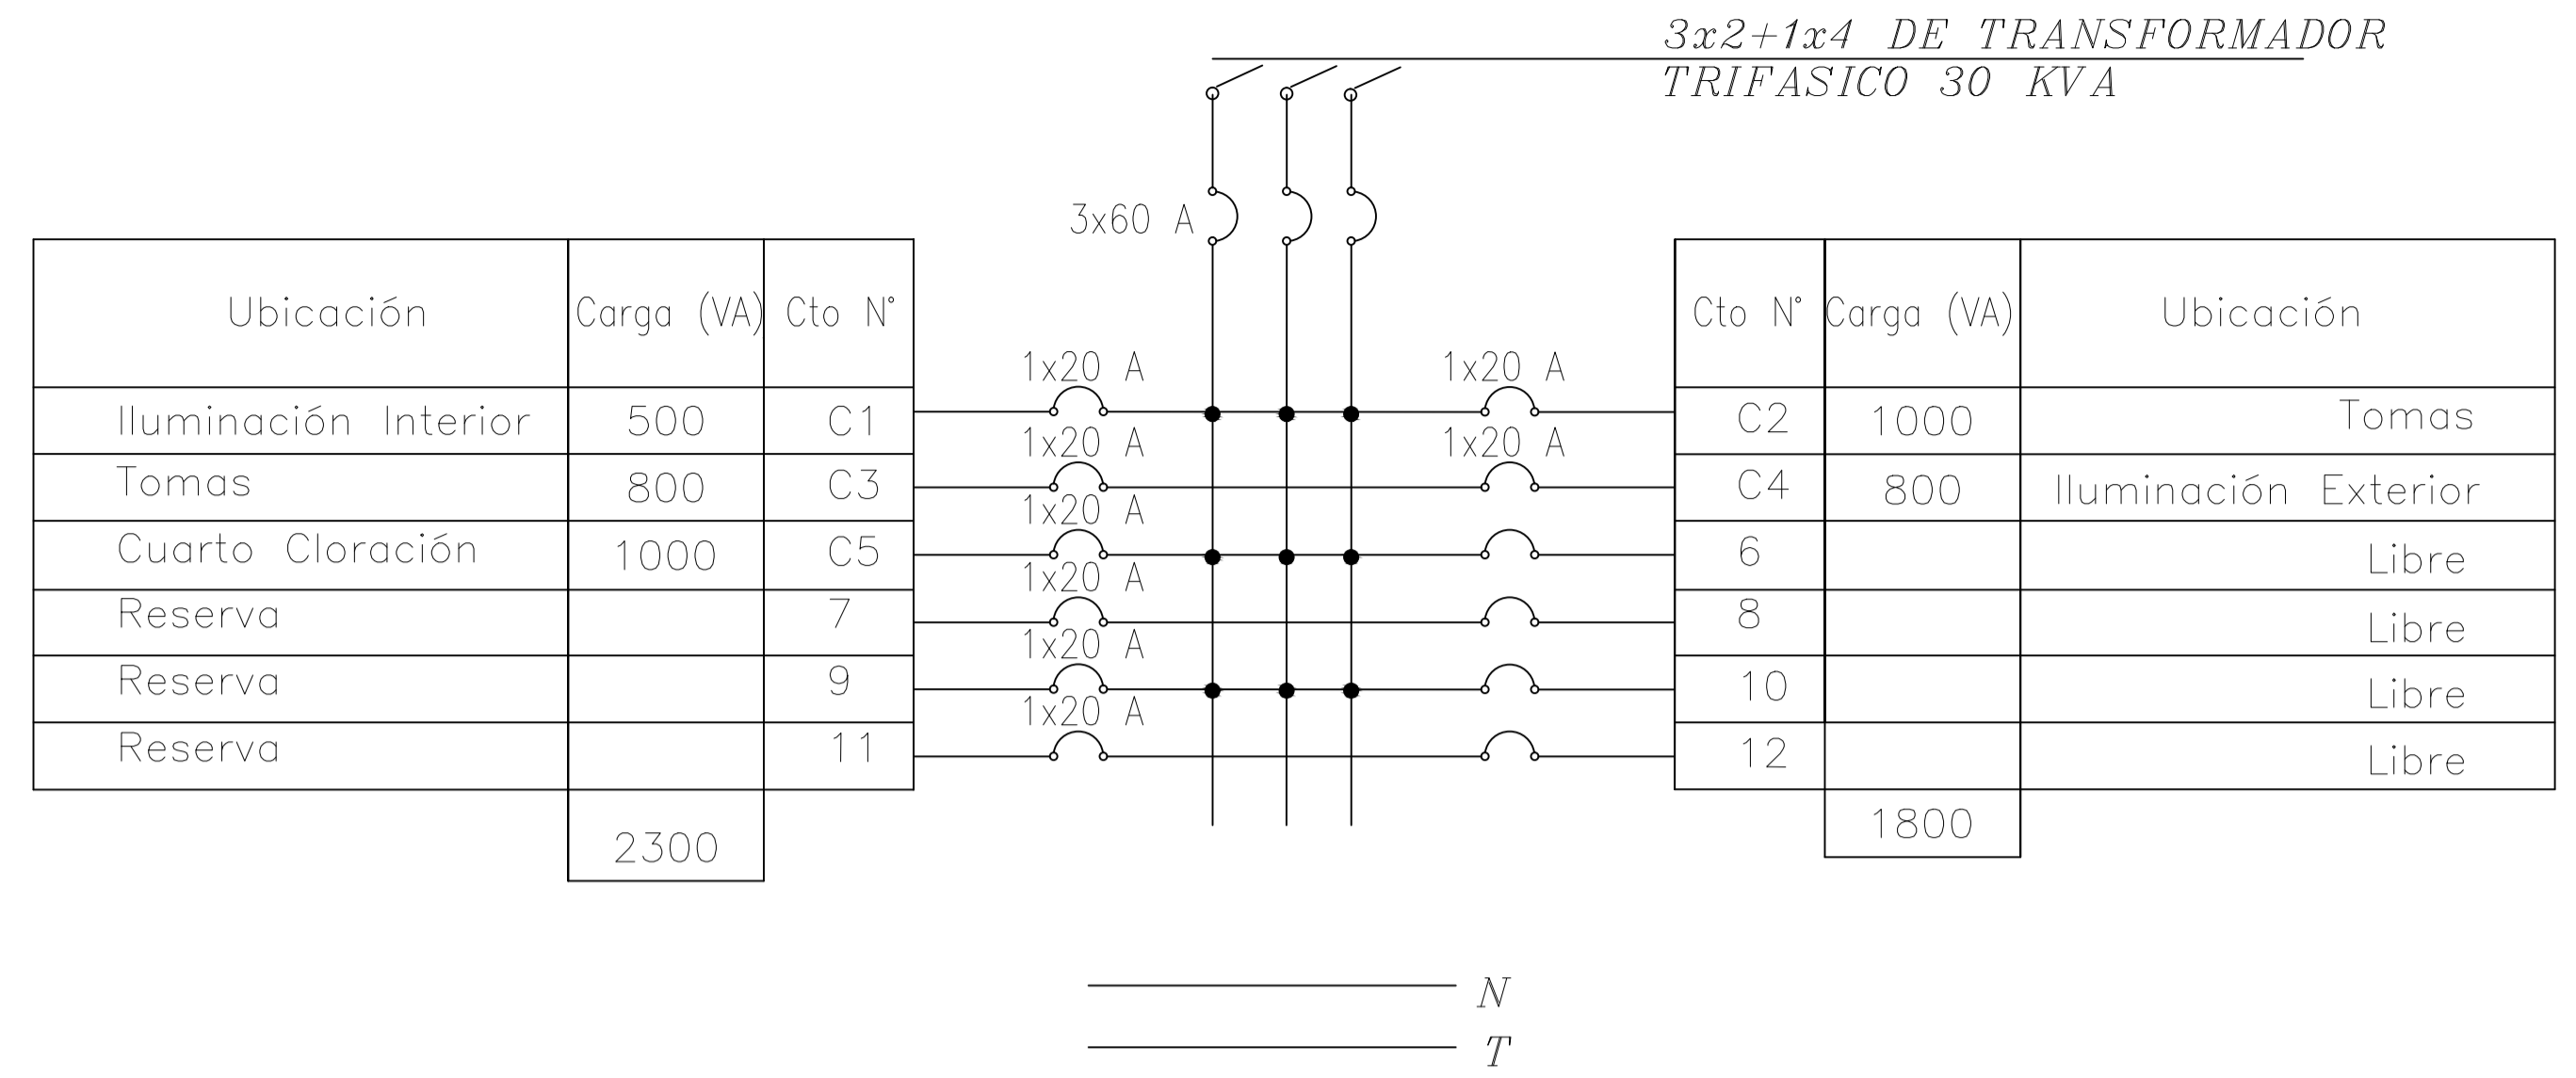 3x2+1x4 DE TRANSFORMADOR
TRIFASICO 30 KVA
3x60 A
Ubicación Carga (VA) Cto N°
Cto N° Carga (VA) Ubicación
1x20 A 1x20 A
Iluminación Interior 500 C1
C2 1000 Tomas
1x20 A 1x20 A
Tomas 800 C3
C4 800 Iluminación Exterior
1x20 A
Cuarto Cloración 1000 C5
6 Libre
1x20 A
Reserva 7
8 Libre
1x20 A
Reserva 9
10 Libre
1x20 A
Reserva 11
12 Libre
2300
1800
N
T